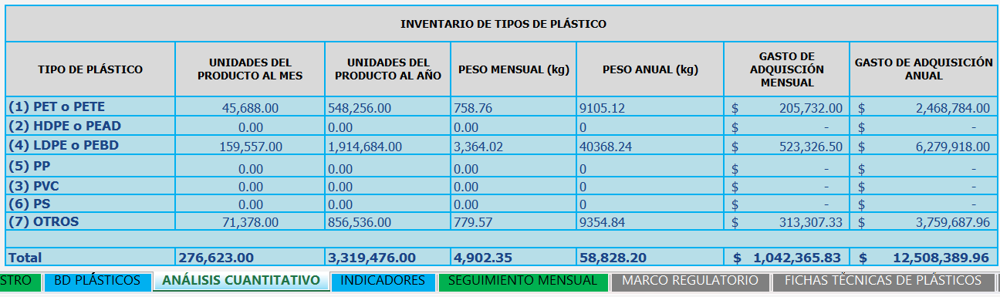 INVENTARIO DE TIPOS DE PLÁSTICO
TIPO DE PLÁSTICO UNIDADES DEL PRODUCTO AL MES UNIDADES DEL PRODUCTO AL AÑO PESO MENSUAL (kg) PESO ANUAL (kg) GASTO DE ADQUISCIÓN MENSUAL GASTO DE ADQUISICIÓN ANUAL
(1) PET o PETE 45,688.00 548,256.00 758.76 9105.12 $ 205,732.00 $ 2,468,784.00
(2) HDPE o PEAD 0.00 0.00 0.00 0 $ - $ -
(4) LDPE o PEBD 159,557.00 1,914,684.00 3,364.02 40368.24 $ 523,326.50 $ 6,279,918.00
(5) PP 0.00 0.00 0.00 0 $ - $ -
(3) PVC 0.00 0.00 0.00 0 $ - $ -
(6) PS 0.00 0.00 0.00 0 $ - $ -
(7) OTROS 71,378.00 856,536.00 779.57 9354.84 $ 313,307.33 $ 3,759,687.96
Total 276,623.00 3,319,476.00 4,902.35 58,828.20 $ 1,042,365.83 $ 12,508,389.96
STRO BD PLÁSTICOS ANÁLISIS CUANTITATIVO INDICADORES SEGUIMIENTO MENSUAL MARCO REGULATORIO FICHAS TÉCNICAS DE PLÁSTICOS